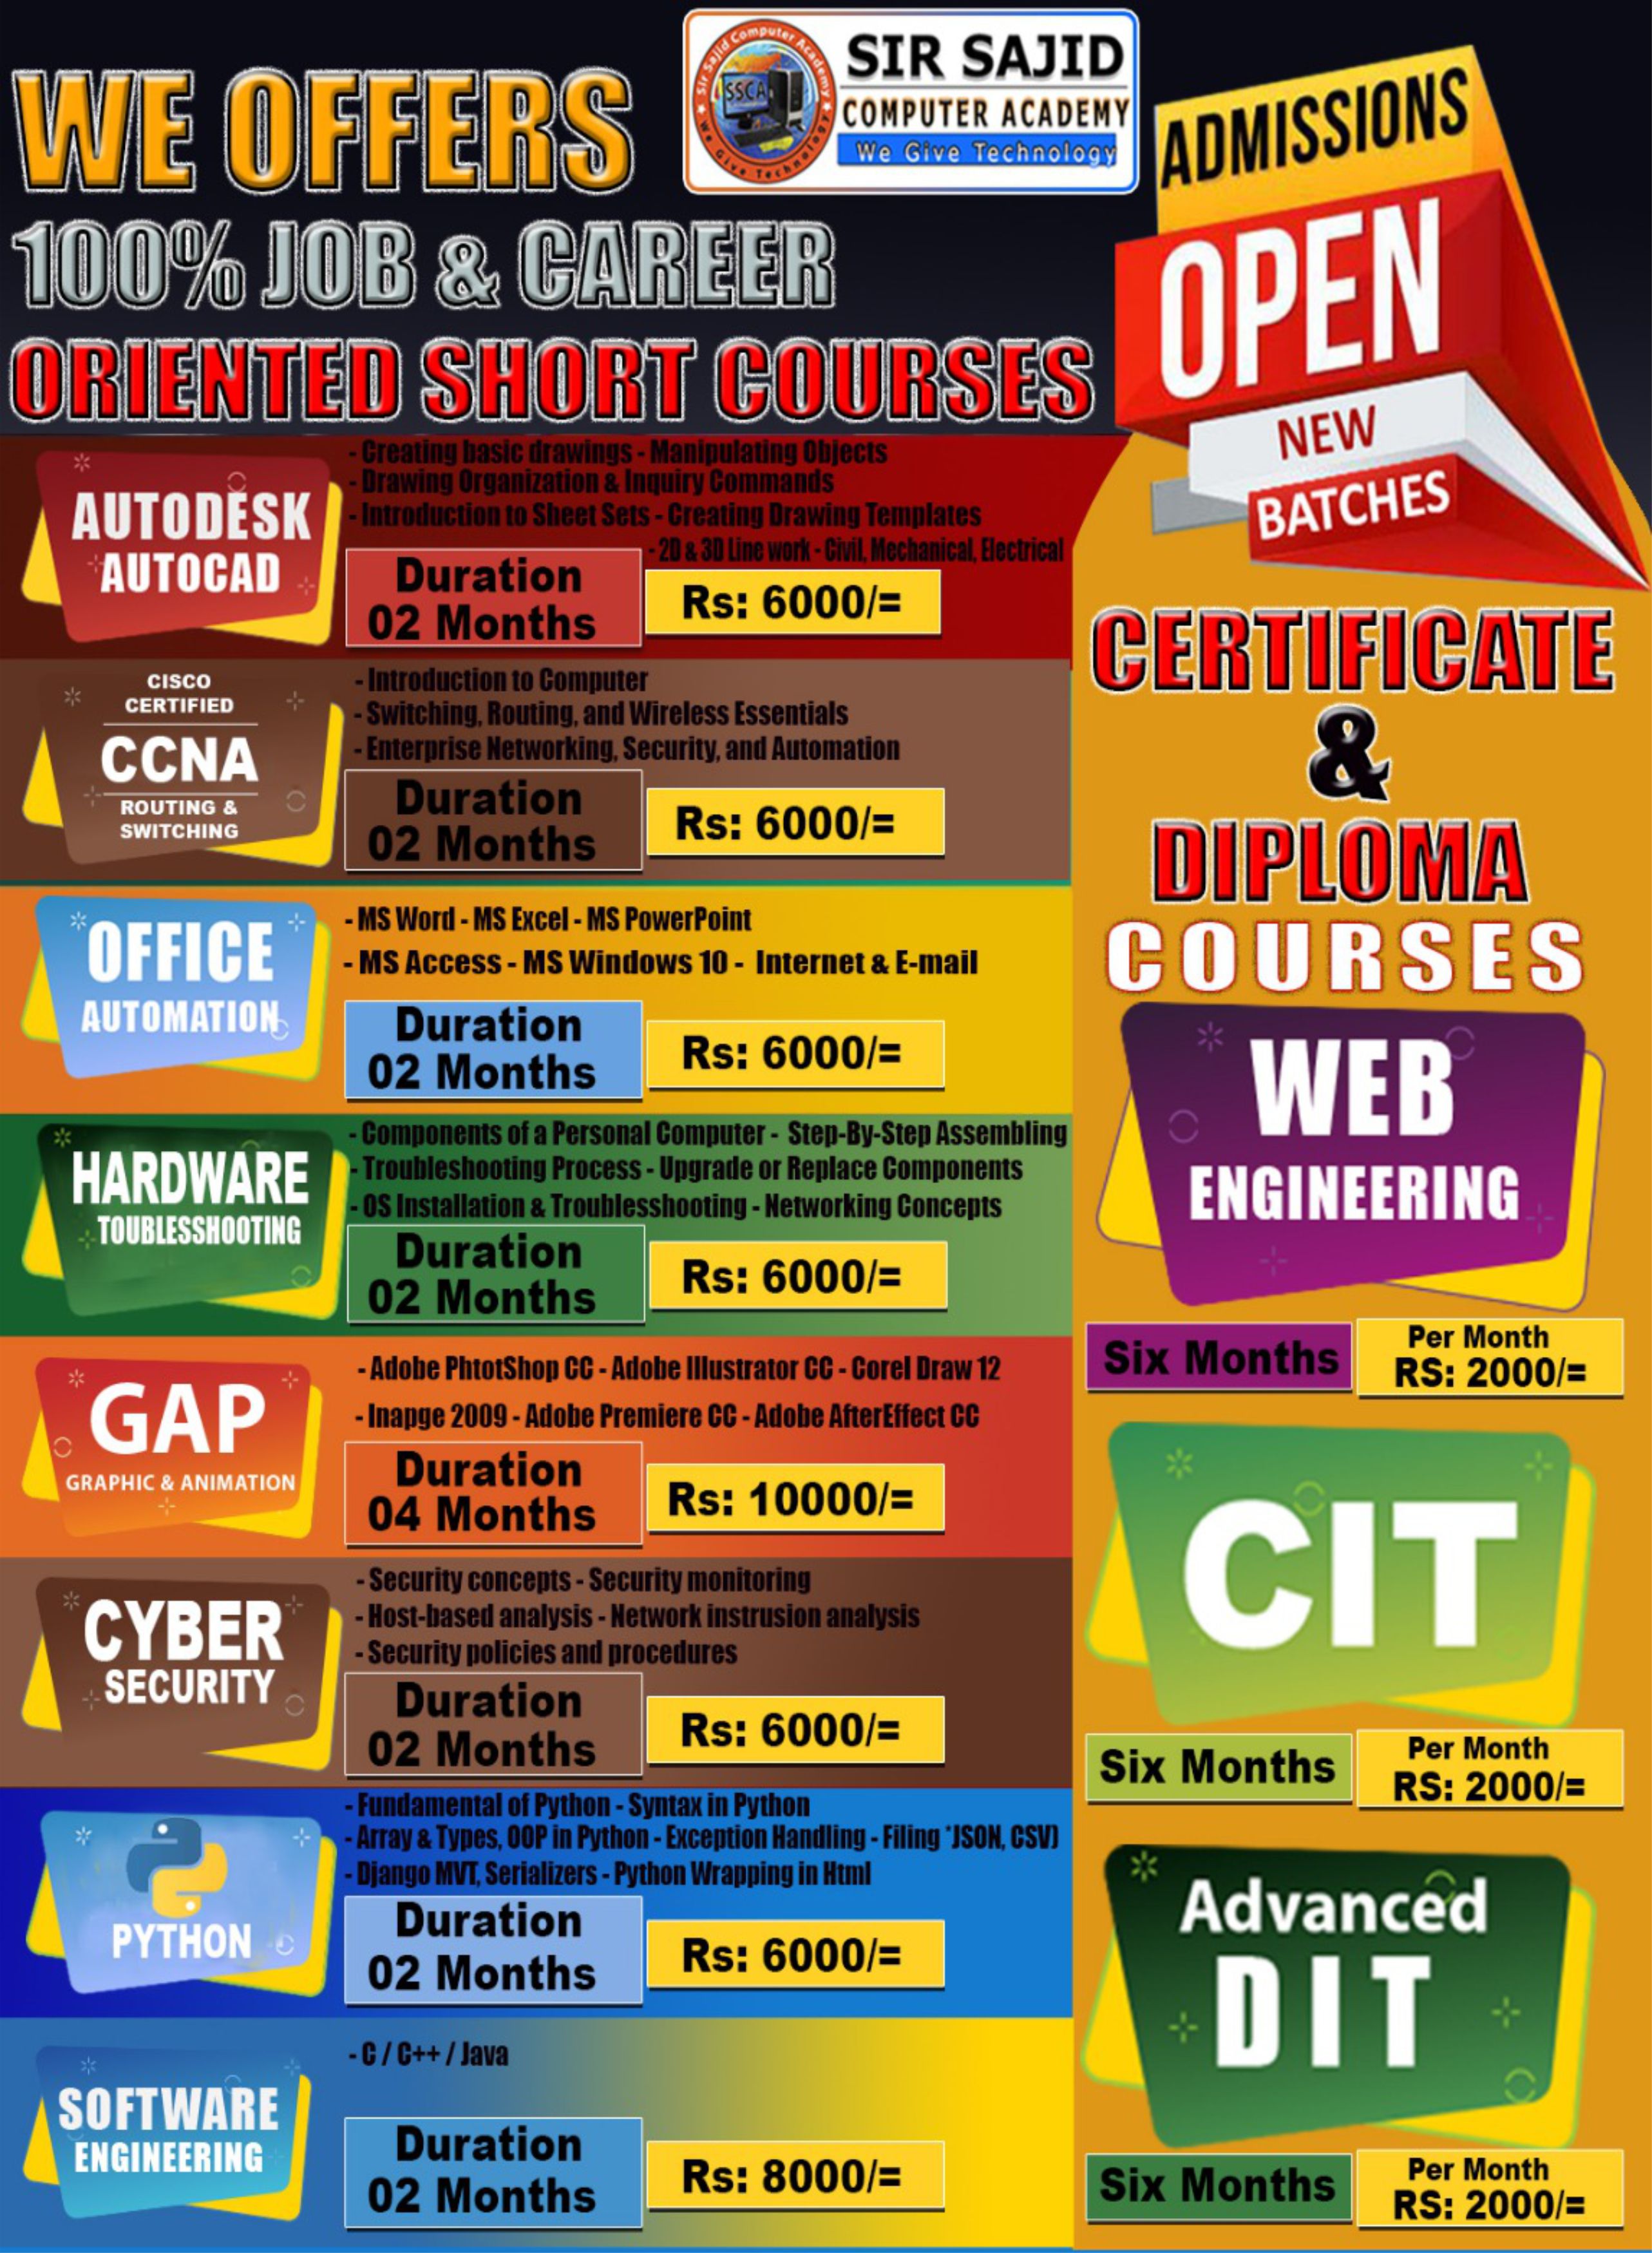 WE OFFERS
100% JOB & CAREER
ORIENTED SHORT COURSES
Sir Sajid Computer Academy
SSCA
We Give Technology
SIR SAJID
COMPUTER ACADEMY
We Give Technology
ADMISSIONS
OPEN
NEW
BATCHES
AUTODESK
AUTOCAD
- Creating basic drawings - Manipulating Objects
- Drawing Organization & Inquiry Commands
- Introduction to Sheet Sets - Creating Drawing Templates
- 2D & 3D Line work - Civil, Mechanical, Electrical
Duration
02 Months
Rs: 6000/=
CISCO
CERTIFIED
CCNA
ROUTING &
SWITCHING
- Introduction to Computer
- Switching, Routing, and Wireless Essentials
- Enterprise Networking, Security, and Automation
Duration
02 Months
Rs: 6000/=
OFFICE
AUTOMATION
- MS Word - MS Excel - MS PowerPoint
- MS Access - MS Windows 10 - Internet & E-mail
Duration
02 Months
Rs: 6000/=
HARDWARE
TOUBLESSHOOTING
- Components of a Personal Computer - Step-By-Step Assembling
- Troubleshooting Process - Upgrade or Replace Components
- OS Installation & Troublesshooting - Networking Concepts
Duration
02 Months
Rs: 6000/=
GAP
GRAPHIC & ANIMATION
- Adobe PhtotShop CC - Adobe Illustrator CC - Corel Draw 12
- Inapge 2009 - Adobe Premiere CC - Adobe AfterEffect CC
Duration
04 Months
Rs: 10000/=
CYBER
SECURITY
- Security concepts - Security monitoring
- Host-based analysis - Network instrusion analysis
- Security policies and procedures
Duration
02 Months
Rs: 6000/=
PYTHON
- Fundamental of Python - Syntax in Python
- Array & Types, OOP in Python - Exception Handling - Filing *JSON, CSV)
- Django MVT, Serializers - Python Wrapping in Html
Duration
02 Months
Rs: 6000/=
SOFTWARE
ENGINEERING
- C / C++ / Java
Duration
02 Months
Rs: 8000/=
CERTIFICATE
&
DIPLOMA
COURSES
WEB
ENGINEERING
Six Months
Per Month
RS: 2000/=
CIT
Six Months
Per Month
RS: 2000/=
Advanced
DIT
Six Months
Per Month
RS: 2000/=